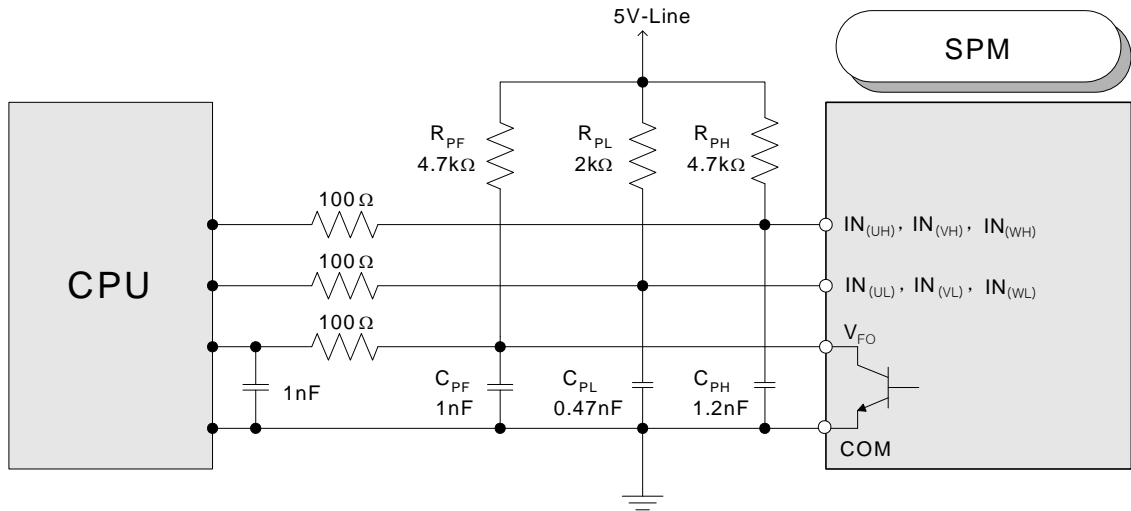 5V-Line
SPM
R_PF
4.7kΩ
R_PL
2kΩ
R_PH
4.7kΩ
100Ω
IN(UH), IN(VH), IN(WH)
CPU
100Ω
IN(UL), IN(VL), IN(WL)
100Ω
V_FO
1nF
C_PF
1nF
C_PL
0.47nF
C_PH
1.2nF
COM